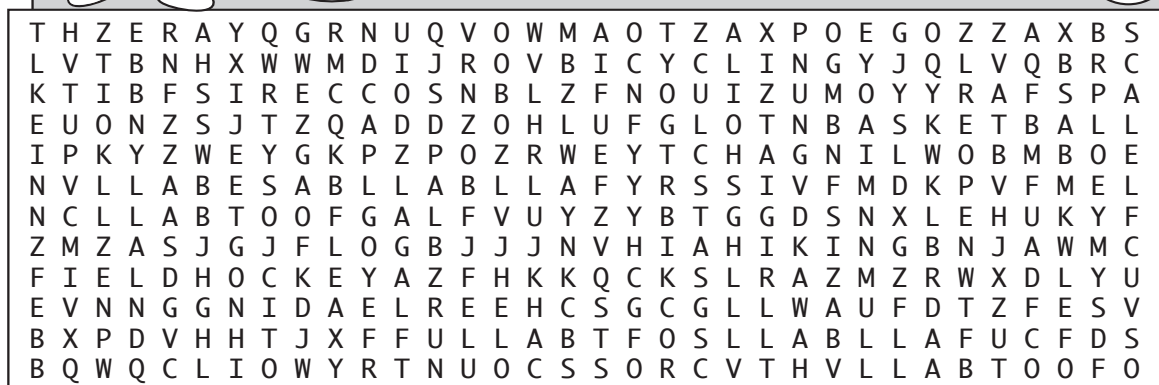 T H Z E R A Y Q G R N U Q V O W M A O T Z A X P O E G O Z Z A X B S
L V T B N H X W W M D I J R O V B I C Y C L I N G Y J Q L V Q B R C
K T I B F S I R E C C O S N B L Z F N O U I Z U M O Y Y R A F S P A
E U O N Z S J T Z Q A D D Z O H L U F G L O T N B A S K E T B A L L
I P K Y Z W E Y G K P Z P O Z R W E Y T C H A G N I L W O B M B O E
N V L L A B E S A B L L A B L L A F Y R S S I V F M D K P V F M E L
N C L L A B T O O F G A L F V U Y Z Y B T G G D S N X L E H U K Y F
Z M Z A S J G J F L O G B J J J N V H I A H I K I N G B N J A W M C
F I E L D H O C K E Y A Z F H K K Q C K S L R A Z M Z R W X D L Y U
E V N N G G N I D A E L R E E H C S G C G L L W A U F D T Z F E S V
B X P D V H H T J X F F U L L A B T F O S L L A B L L A F U C F D S
B Q W Q C L I O W Y R T N U O C S S O R C V T H V L L A B T O O F O